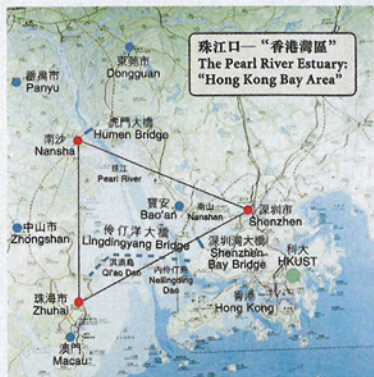 珠江口—“香港灣區”
The Pearl River Estuary:
“Hong Kong Bay Area”
東莞市
Dongguan
番禺市
Panyu
虎門大橋
Humen Bridge
南沙
Nansha
珠江
Pearl River
寶安
Bao'an
南山
Nanshan
深圳市
Shenzhen
中山市
Zhongshan
伶仃洋大橋
Lingdingyang Bridge
深圳灣大橋
Shenzhen
Bay Bridge
科大
HKUST
淇澳島
Qi'ao Dao
內伶仃島
Neilingding
Dao
珠海市
Zhuhai
香港
Hong Kong
澳門
Macau